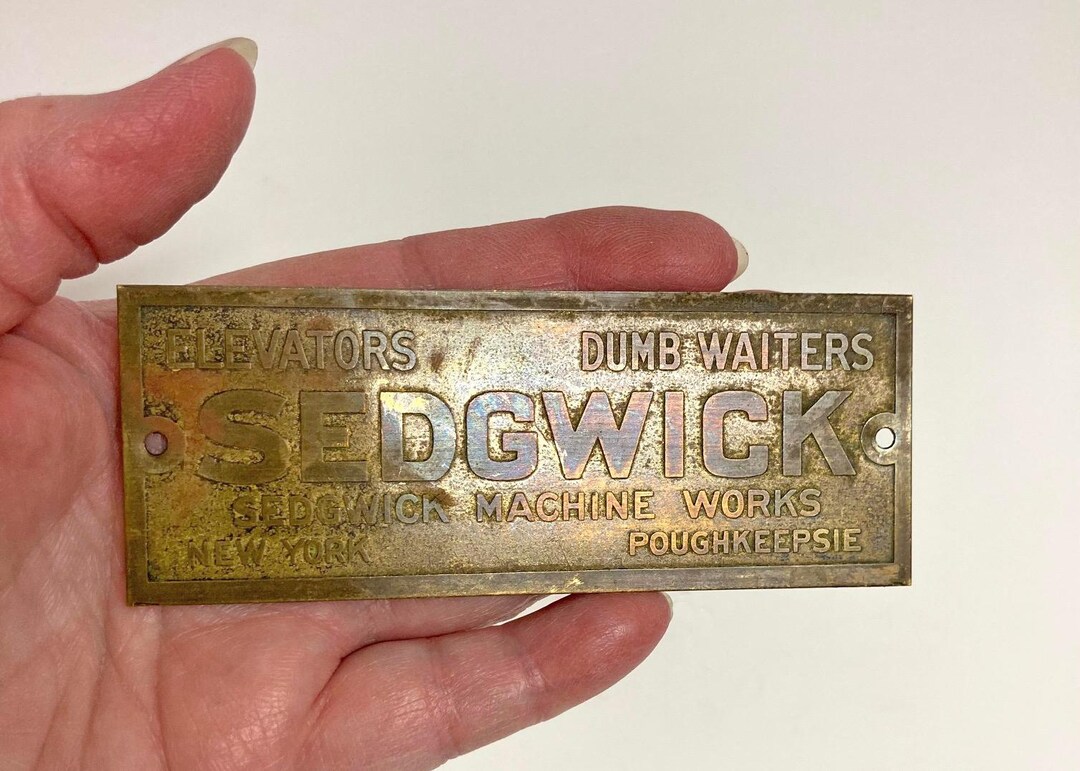 ELEVATORS DUMB WAITERS
SEDGWICK
SEDGWICK MACHINE WORKS
NEW YORK POUGHKEEPSIE